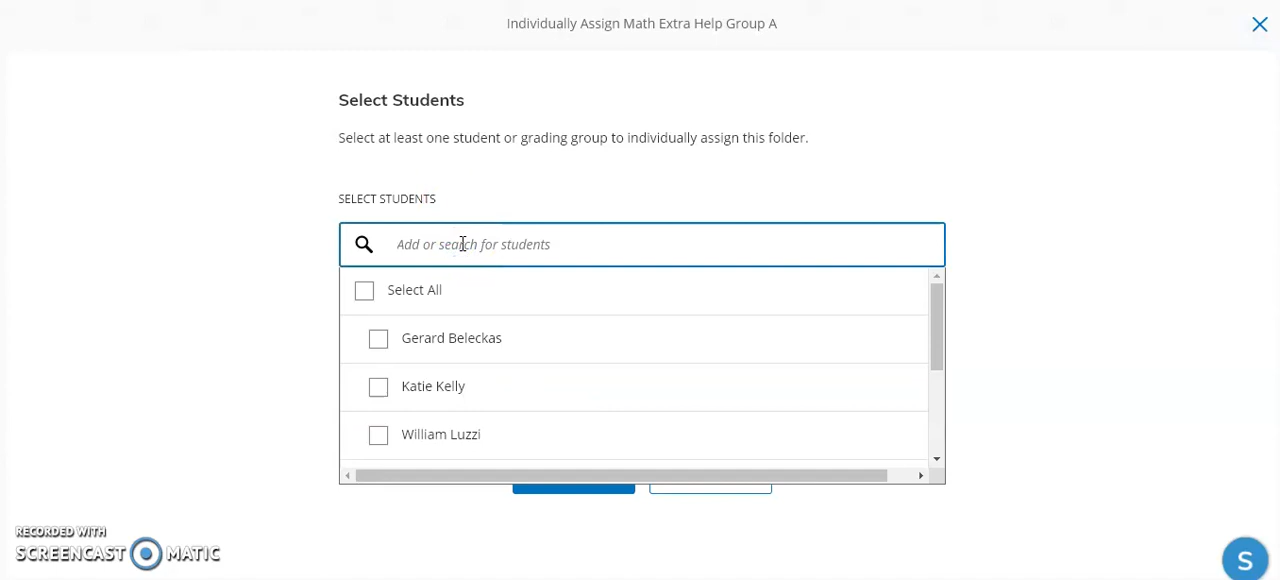 Individually Assign Math Extra Help Group A
Select Students
Select at least one student or grading group to individually assign this folder.
SELECT STUDENTS
Add or search for students
Select All
Gerard Beleckas
Katie Kelly
William Luzzi
RECORDED WITH
SCREENCAST MATIC
S